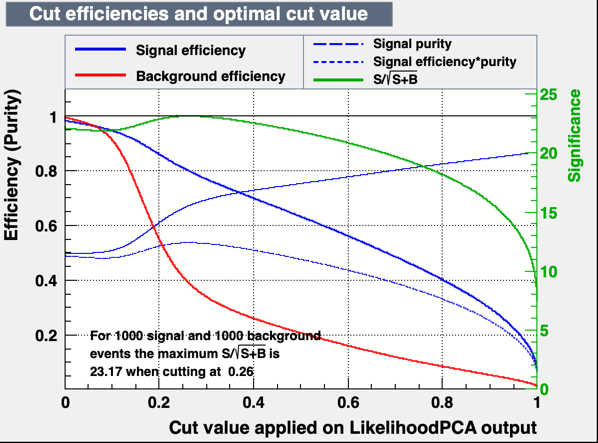 Cut efficiencies and optimal cut value
Signal efficiency
Background efficiency
Signal purity
Signal efficiency*purity
S/√S+B
Efficiency (Purity)
1
0.8
0.6
0.4
0.2
25
20
15
10
5
0
Significance
For 1000 signal and 1000 background
events the maximum S/√S+B is
23.17 when cutting at 0.26
0 0.2 0.4 0.6 0.8 1
Cut value applied on LikelihoodPCA output